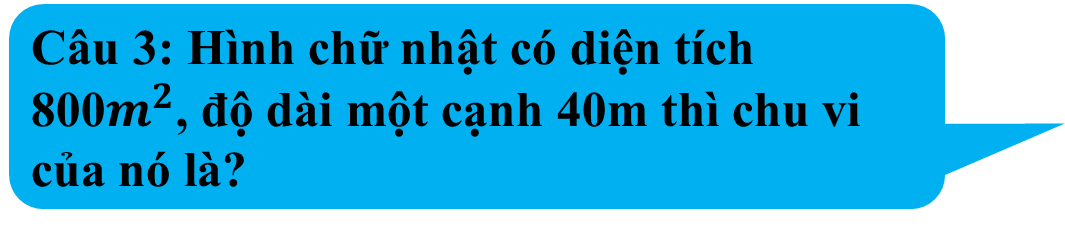 Câu 3: Hình chữ nhật có diện tích
800m², độ dài một cạnh 40m thì chu vi
của nó là?